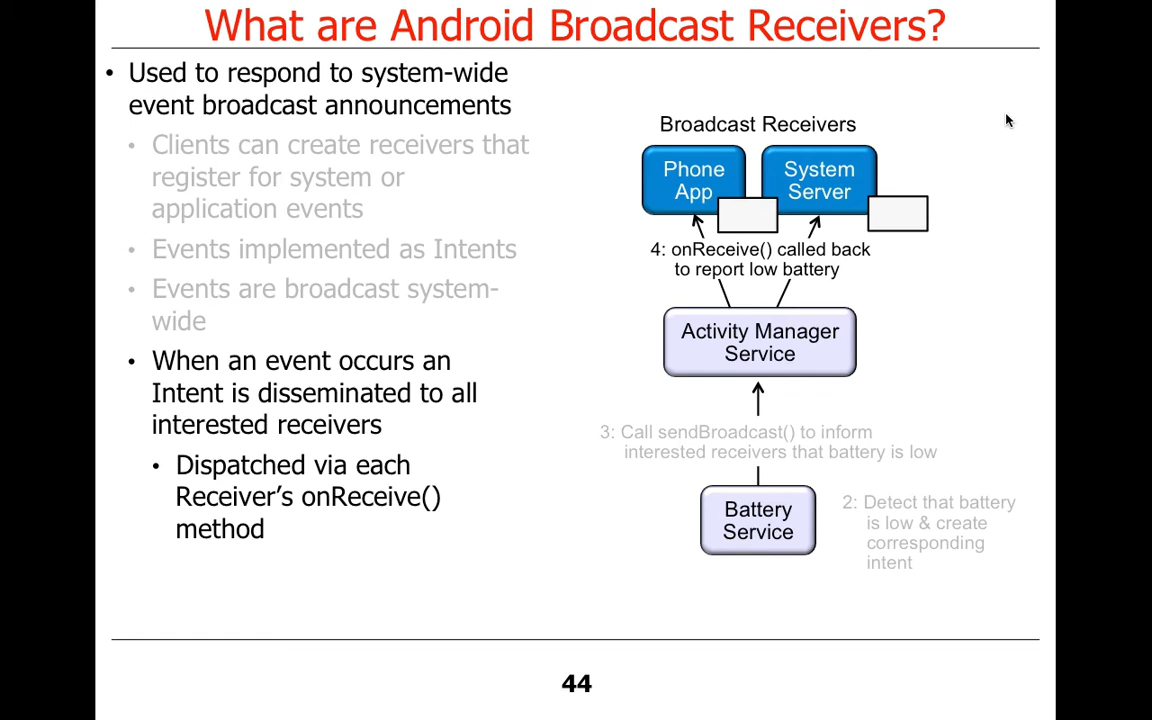 What are Android Broadcast Receivers?
• Used to respond to system-wide
event broadcast announcements
• Clients can create receivers that
register for system or
application events
• Events implemented as Intents
• Events are broadcast system-
wide
• When an event occurs an
Intent is disseminated to all
interested receivers
• Dispatched via each
Receiver’s onReceive()
method
Broadcast Receivers
Phone
App
System
Server
4: onReceive() called back
to report low battery
Activity Manager
Service
3: Call sendBroadcast() to inform
interested receivers that battery is low
Battery
Service
2: Detect that battery
is low & create
corresponding
intent
44